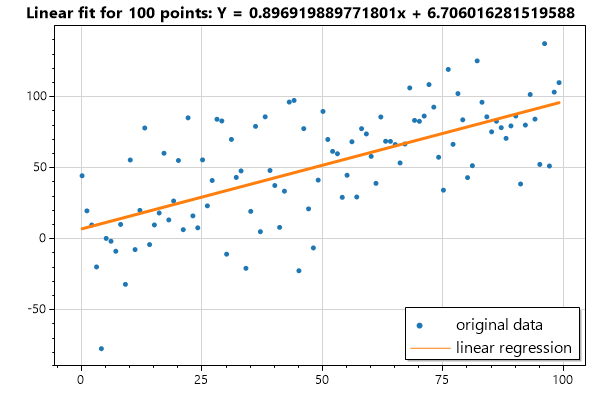 Linear fit for 100 points: Y = 0.896919889771801x + 6.706016281519588
100
50
0
-50
original data
linear regression
0 25 50 75 100